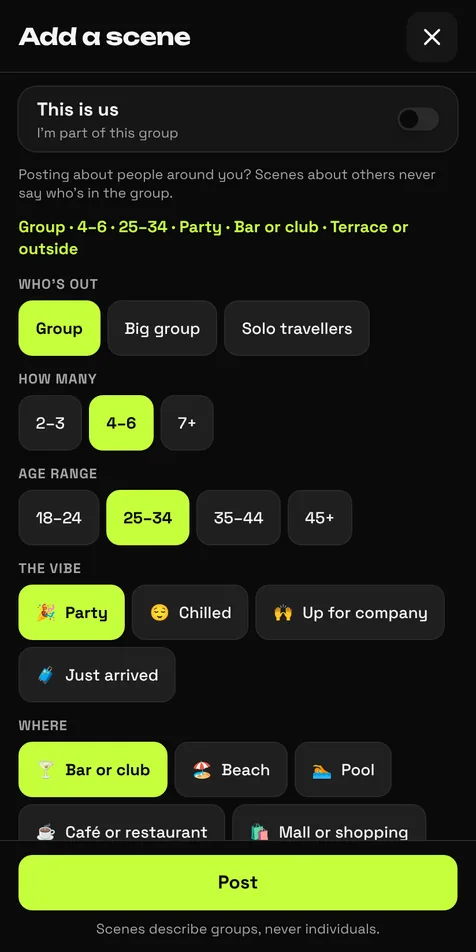 Add a scene
This is us
I'm part of this group
Posting about people around you? Scenes about others never
say who's in the group.
Group · 4–6 · 25–34 · Party · Bar or club · Terrace or
outside
WHO'S OUT
Group Big group Solo travellers
HOW MANY
2–3 4–6 7+
AGE RANGE
18–24 25–34 35–44 45+
THE VIBE
🎉 Party 😌 Chilled 🙌 Up for company
🧳 Just arrived
WHERE
🍸 Bar or club 🏖️ Beach 🏊 Pool
☕ Café or restaurant 🛍️ Mall or shopping
Post
Scenes describe groups, never individuals.